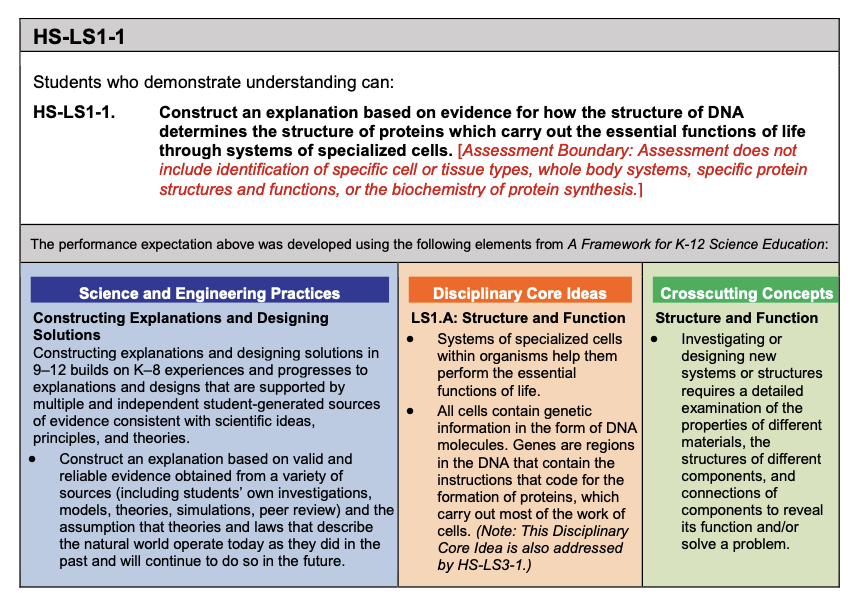 HS-LS1-1
Students who demonstrate understanding can:
HS-LS1-1. Construct an explanation based on evidence for how the structure of DNA
determines the structure of proteins which carry out the essential functions of life
through systems of specialized cells. [Assessment Boundary: Assessment does not
include identification of specific cell or tissue types, whole body systems, specific protein
structures and functions, or the biochemistry of protein synthesis.]
The performance expectation above was developed using the following elements from A Framework for K-12 Science Education:
Science and Engineering Practices
Constructing Explanations and Designing
Solutions
Constructing explanations and designing solutions in
9–12 builds on K–8 experiences and progresses to
explanations and designs that are supported by
multiple and independent student-generated sources
of evidence consistent with scientific ideas,
principles, and theories.
• Construct an explanation based on valid and
reliable evidence obtained from a variety of
sources (including students’ own investigations,
models, theories, simulations, peer review) and the
assumption that theories and laws that describe
the natural world operate today as they did in the
past and will continue to do so in the future.
Disciplinary Core Ideas
LS1.A: Structure and Function
• Systems of specialized cells
within organisms help them
perform the essential
functions of life.
• All cells contain genetic
information in the form of DNA
molecules. Genes are regions
in the DNA that contain the
instructions that code for the
formation of proteins, which
carry out most of the work of
cells. (Note: This Disciplinary
Core Idea is also addressed
by HS-LS3-1.)
Crosscutting Concepts
Structure and Function
• Investigating or
designing new
systems or structures
requires a detailed
examination of the
properties of different
materials, the
structures of different
components, and
connections of
components to reveal
its function and/or
solve a problem.